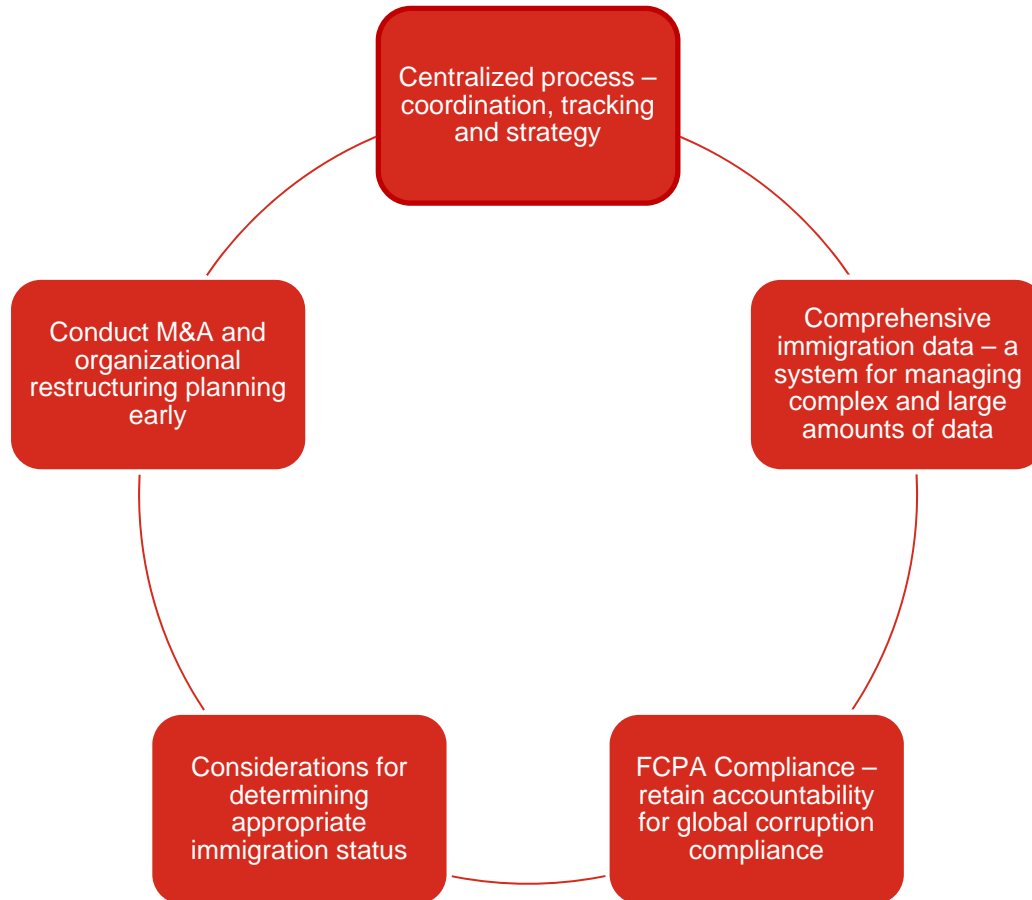 Centralized process –
coordination, tracking
and strategy
Comprehensive
immigration data – a
system for managing
complex and large
amounts of data
FCPA Compliance –
retain accountability
for global corruption
compliance
Considerations for
determining
appropriate
immigration status
Conduct M&A and
organizational
restructuring planning
early